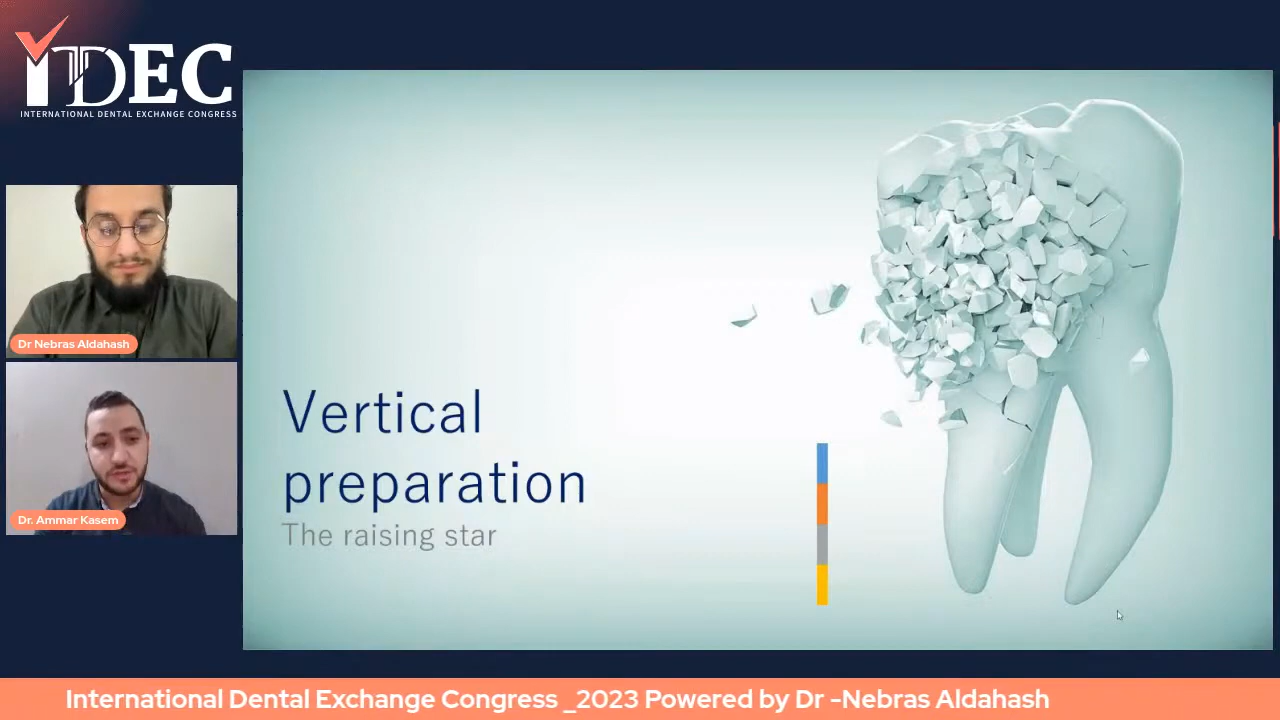 IDEC
INTERNATIONAL DENTAL EXCHANGE CONGRESS
Dr Nebras Aldahash
Dr. Ammar Kasem
Vertical
preparation
The raising star
International Dental Exchange Congress _2023 Powered by Dr -Nebras Aldahash